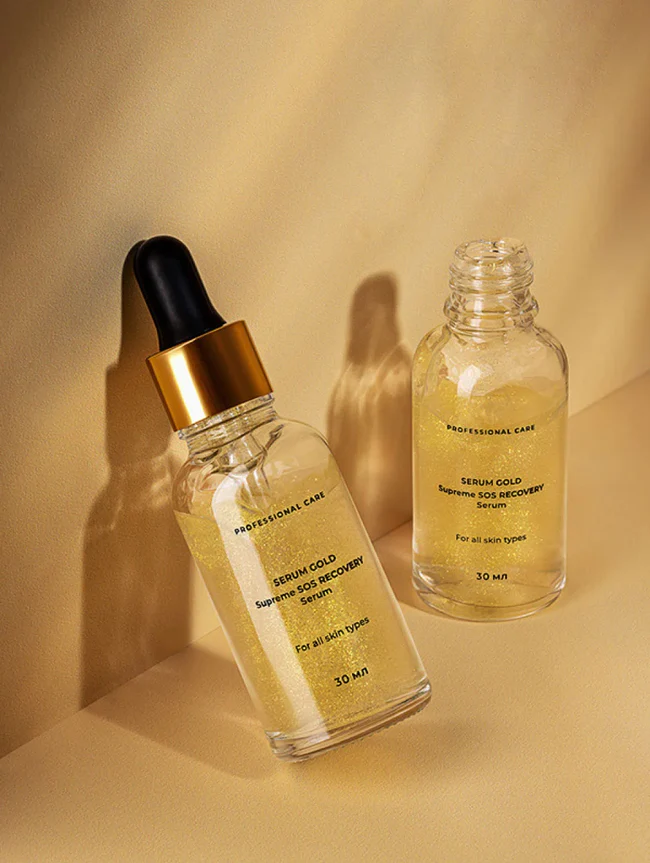 PROFESSIONAL CARE
SERUM GOLD
Supreme SOS RECOVERY
Serum
For all skin types
30 мл
PROFESSIONAL CARE
SERUM GOLD
Supreme SOS RECOVERY
Serum
For all skin types
30 мл